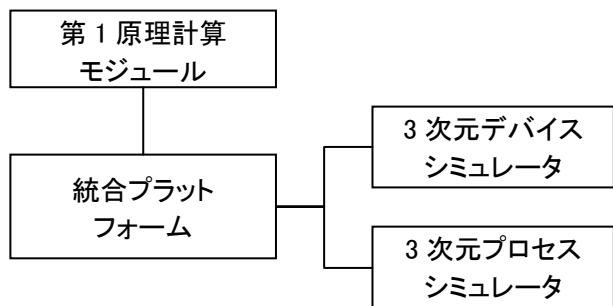 第１原理計算
モジュール
統合プラット
フォーム
３次元デバイス
シミュレータ
３次元プロセス
シミュレータ